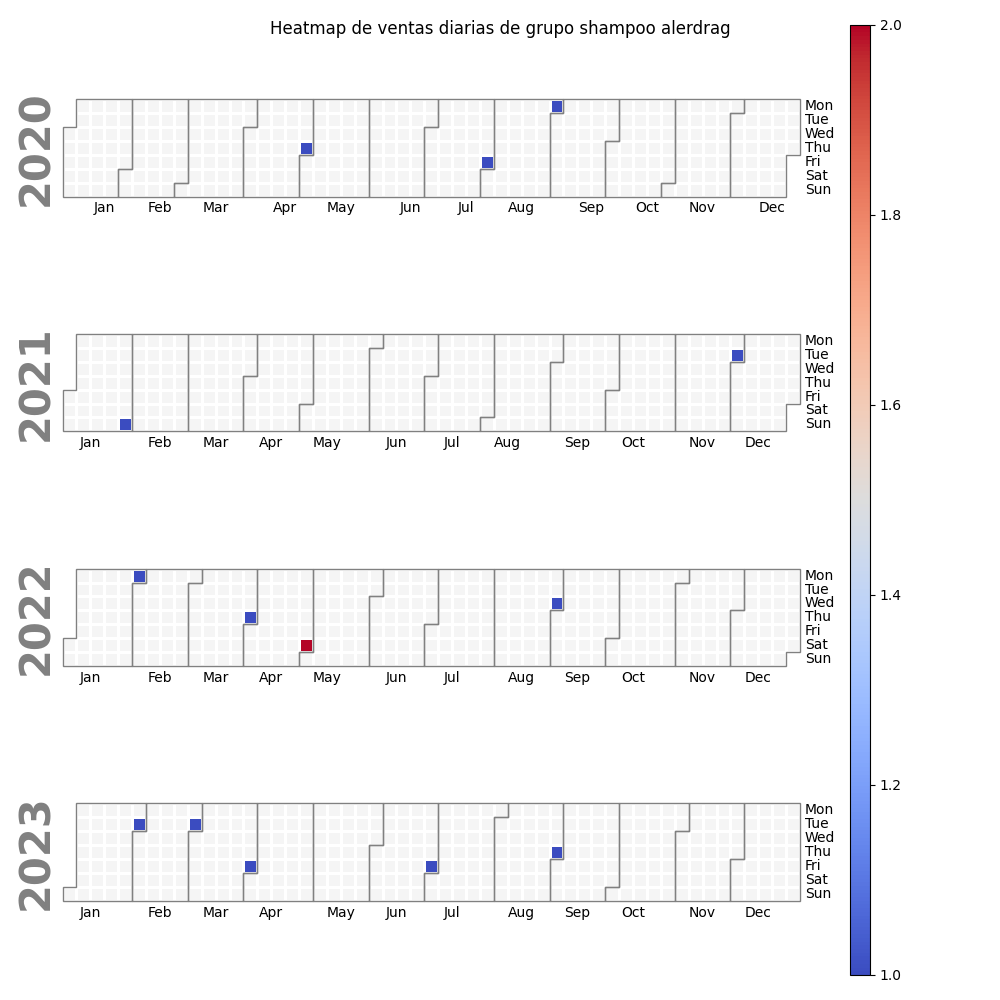 Heatmap de ventas diarias de grupo shampoo alerdrag
2020
Mon
Tue
Wed
Thu
Fri
Sat
Sun
Jan Feb Mar Apr May Jun Jul Aug Sep Oct Nov Dec
2021
Mon
Tue
Wed
Thu
Fri
Sat
Sun
Jan Feb Mar Apr May Jun Jul Aug Sep Oct Nov Dec
2022
Mon
Tue
Wed
Thu
Fri
Sat
Sun
Jan Feb Mar Apr May Jun Jul Aug Sep Oct Nov Dec
2023
Mon
Tue
Wed
Thu
Fri
Sat
Sun
Jan Feb Mar Apr May Jun Jul Aug Sep Oct Nov Dec
2.0
1.8
1.6
1.4
1.2
1.0